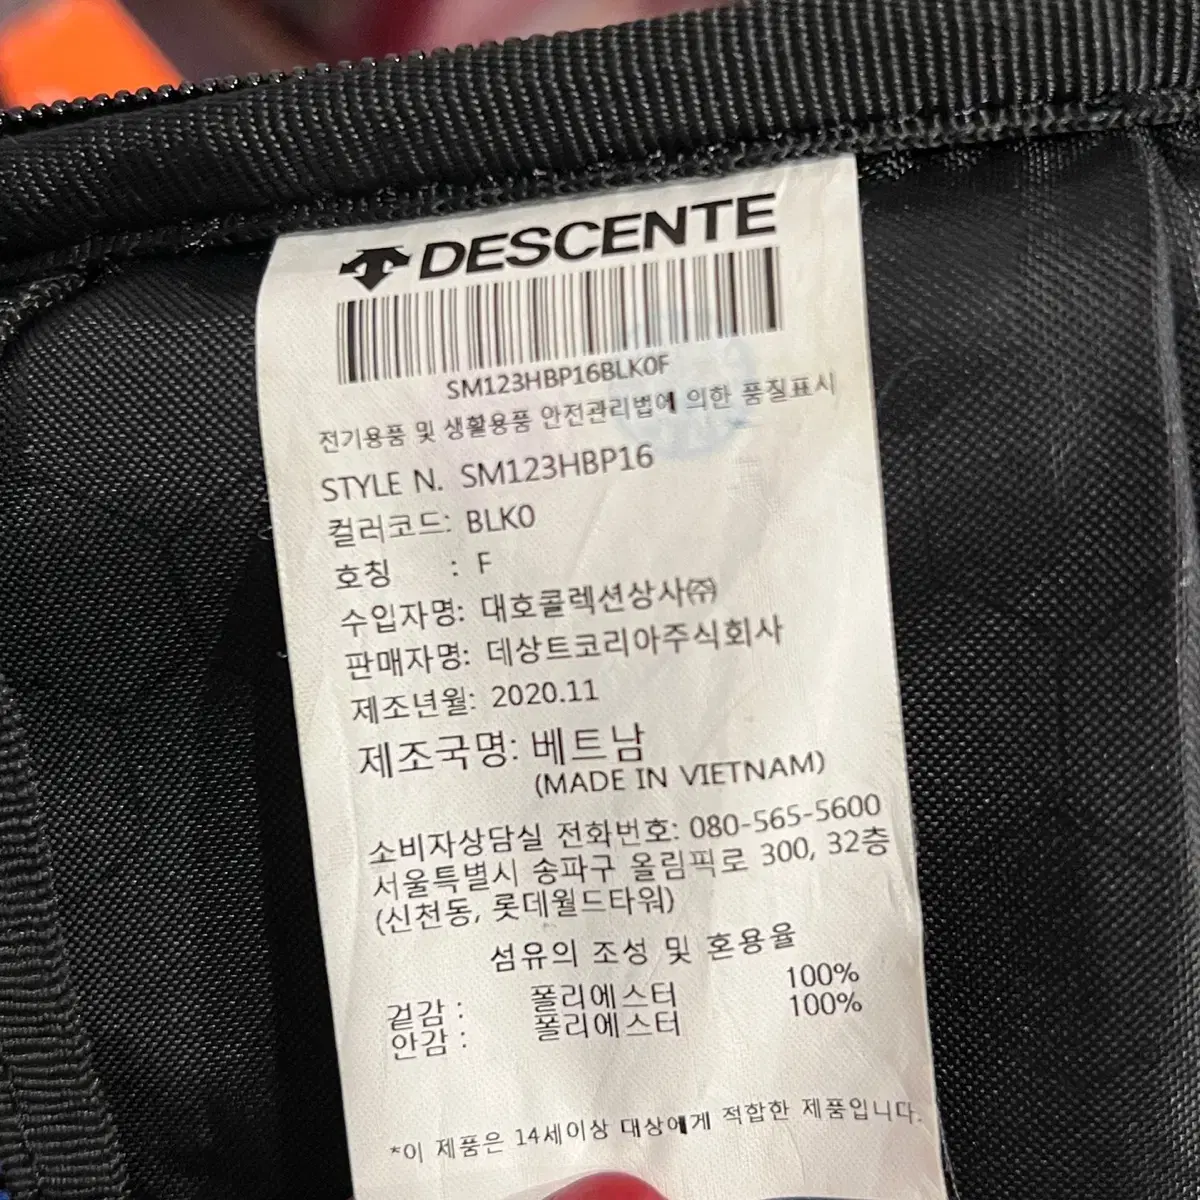 DESCENTE
SM123HBP16BLK0F
전기용품 및 생활용품 안전관리법에 의한 품질표시
STYLE N. SM123HBP16
컬러코드: BLK0
호칭 : F
수입자명: 대호콜렉션상사㈜
판매자명: 데상트코리아주식회사
제조년월: 2020.11
제조국명: 베트남
(MADE IN VIETNAM)
소비자상담실 전화번호: 080-565-5600
서울특별시 송파구 올림픽로 300, 32층
(신천동, 롯데월드타워)
섬유의 조성 및 혼용율
겉감 : 폴리에스터 100%
안감 : 폴리에스터 100%
*이 제품은 14세이상 대상에게 적합한 제품입니다.